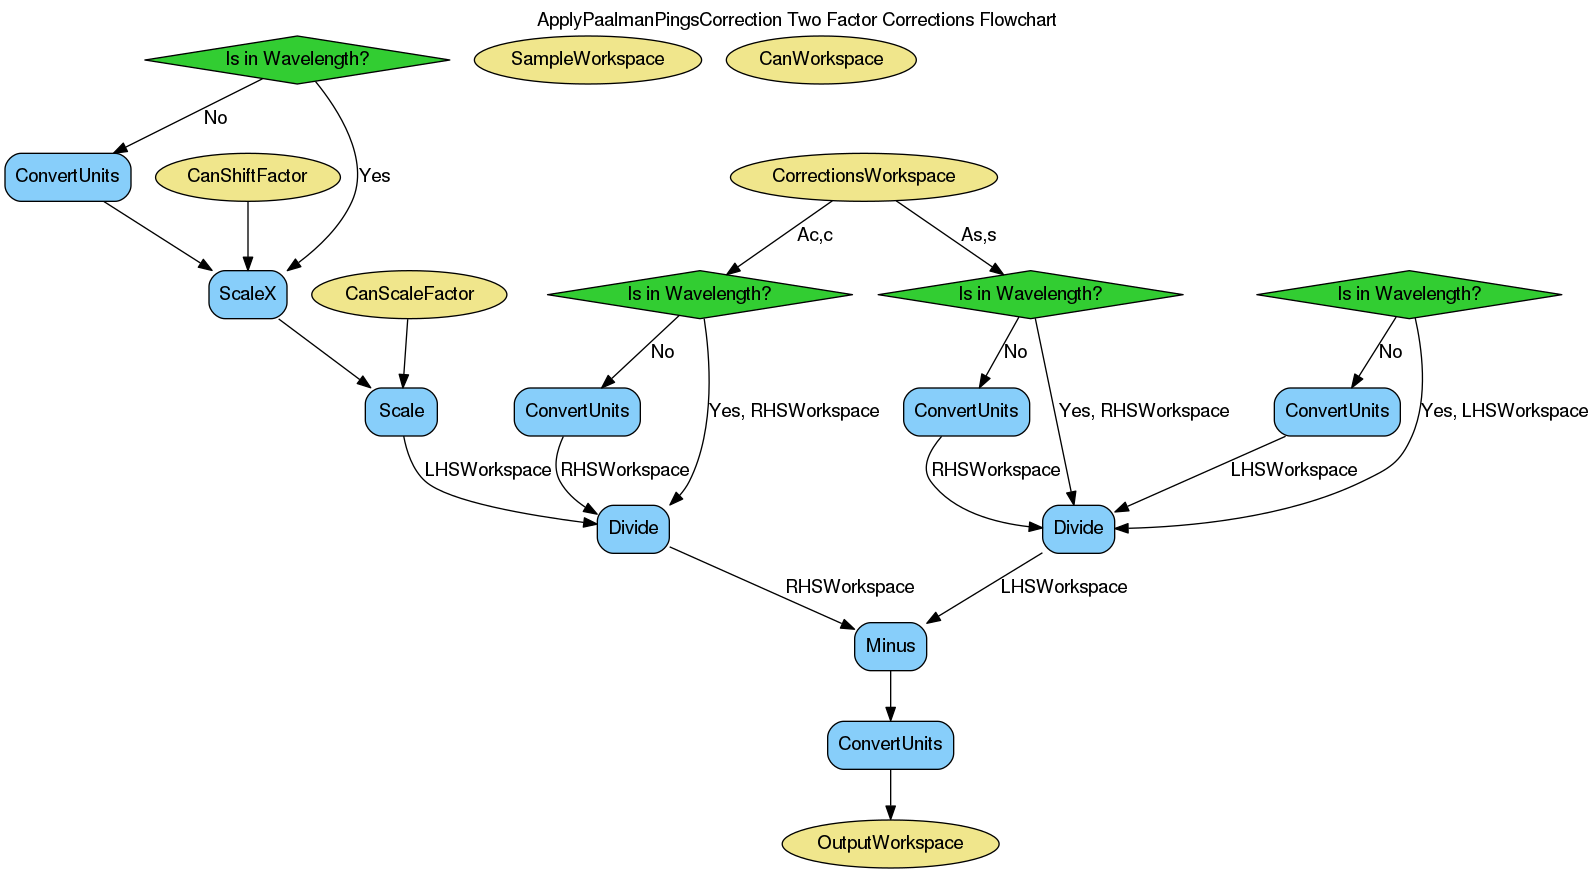 ApplyPaalmanPingsCorrection Two Factor Corrections Flowchart
Is in Wavelength?
SampleWorkspace
CanWorkspace
No
ConvertUnits
CanShiftFactor
Yes
CorrectionsWorkspace
Ac,c
As,s
ScaleX
CanScaleFactor
Is in Wavelength?
Is in Wavelength?
Is in Wavelength?
No
No
No
Scale
ConvertUnits
Yes, RHSWorkspace
ConvertUnits
Yes, RHSWorkspace
ConvertUnits
Yes, LHSWorkspace
LHSWorkspace
RHSWorkspace
RHSWorkspace
LHSWorkspace
Divide
Divide
RHSWorkspace
LHSWorkspace
Minus
ConvertUnits
OutputWorkspace